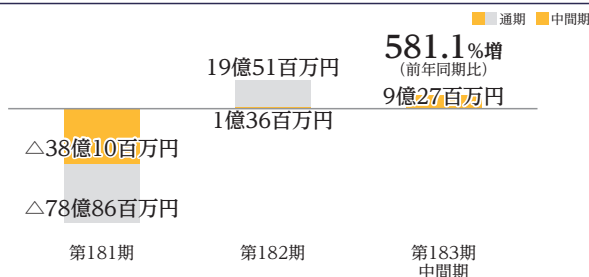 通期 中間期
581.1%増
(前年同期比)
19億51百万円
9億27百万円
1億36百万円
△38億10百万円
△78億86百万円
第181期 第182期 第183期
中間期